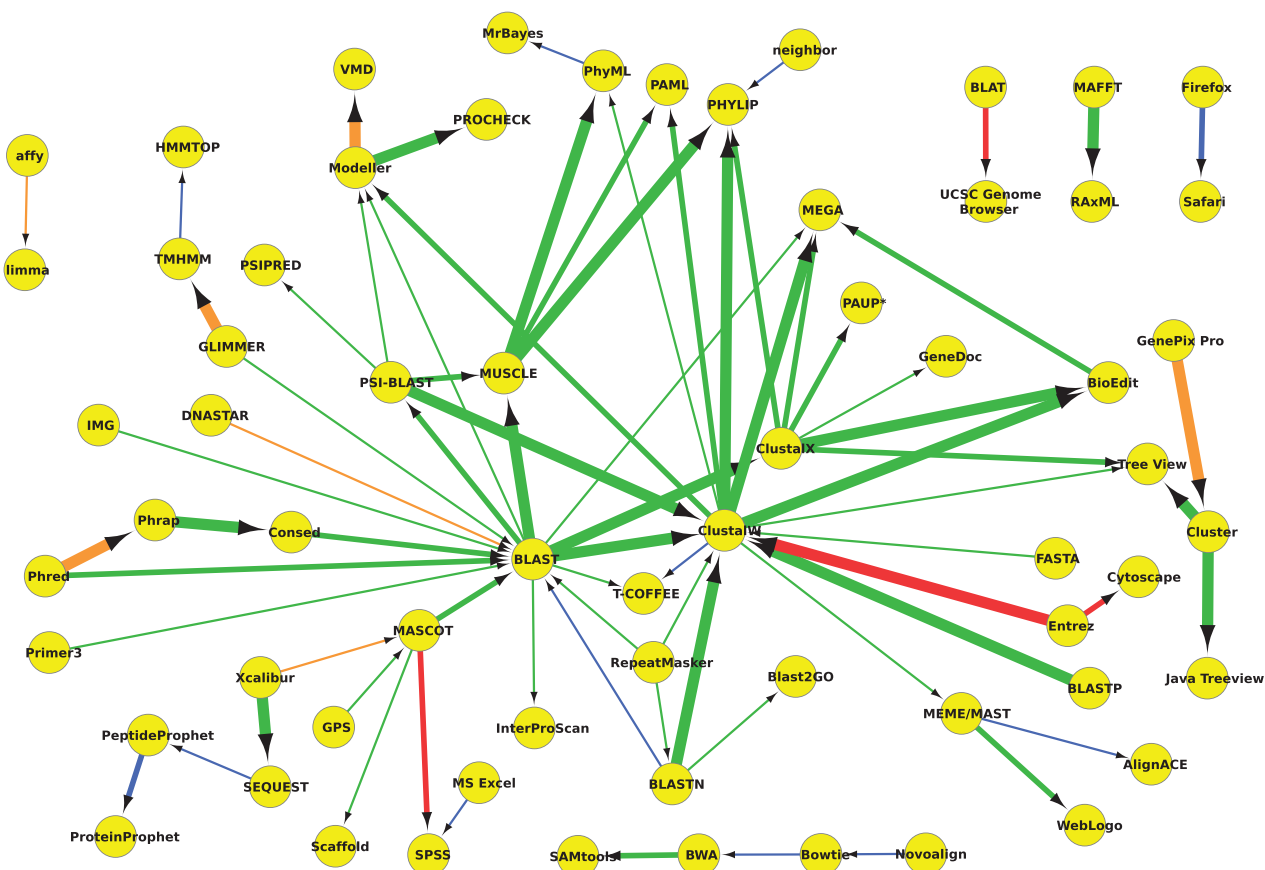 MrBayes
neighbor
PhyML
VMD
PAML
BLAT
MAFFT
Firefox
PHYLIP
PROCHECK
HMMTOP
affy
Modeller
UCSC Genome
Browser
RAxML
Safari
MEGA
TMHMM
PSIPRED
limma
PAUP*
GenePix Pro
GLIMMER
GeneDoc
MUSCLE
PSI-BLAST
BioEdit
DNASTAR
IMG
ClustalX
Tree View
Phrap
Consed
ClustalW
Cluster
BLAST
FASTA
Phred
Cytoscape
T-COFFEE
Entrez
MASCOT
Primer3
RepeatMasker
Xcalibur
Blast2GO
Java Treeview
BLASTP
MEME/MAST
GPS
InterProScan
PeptideProphet
AlignACE
MS Excel
BLASTN
SEQUEST
WebLogo
ProteinProphet
Scaffold
SPSS
SAMtools
BWA
Bowtie
Novoalign